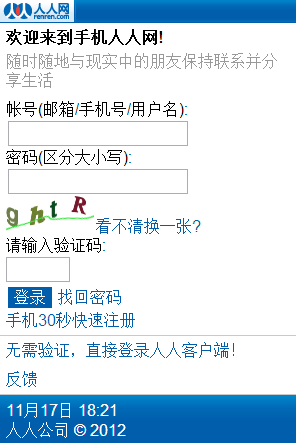 人人网
renren.com
欢迎来到手机人人网!
随时随地与现实中的朋友保持联系并分
享生活
帐号(邮箱/手机号/用户名):
密码(区分大小写):
g h t R 看不清换一张?
请输入验证码:
登录 找回密码
手机30秒快速注册
无需验证，直接登录人人客户端!
反馈
11月17日 18:21
人人公司 © 2012